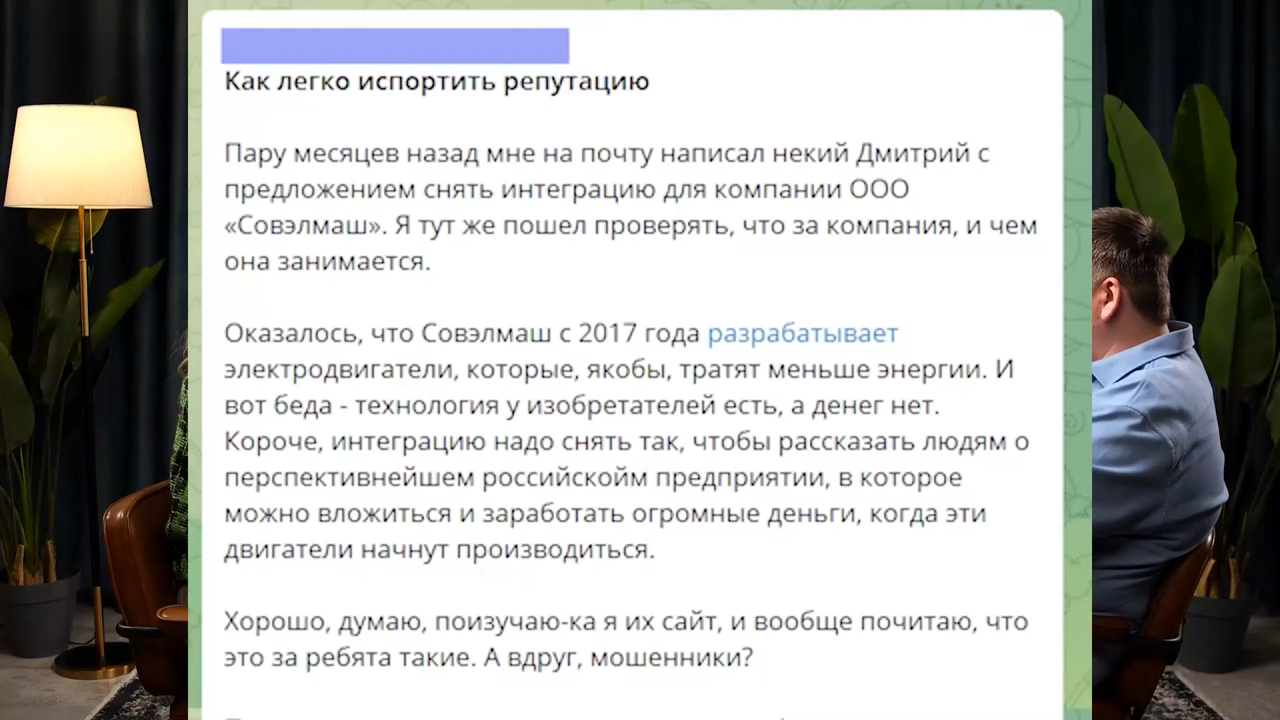 Как легко испортить репутацию
Пару месяцев назад мне на почту написал некий Дмитрий с
предложением снять интеграцию для компании ООО
«Совэлмаш». Я тут же пошел проверять, что за компания, и чем
она занимается.
Оказалось, что Совэлмаш с 2017 года разрабатывает
электродвигатели, которые, якобы, тратят меньше энергии. И
вот беда - технология у изобретателей есть, а денег нет.
Короче, интеграцию надо снять так, чтобы рассказать людям о
перспективнейшем российскойм предприятии, в которое
можно вложиться и заработать огромные деньги, когда эти
двигатели начнут производиться.
Хорошо, думаю, поизучаю-ка я их сайт, и вообще почитаю, что
это за ребята такие. А вдруг, мошенники?